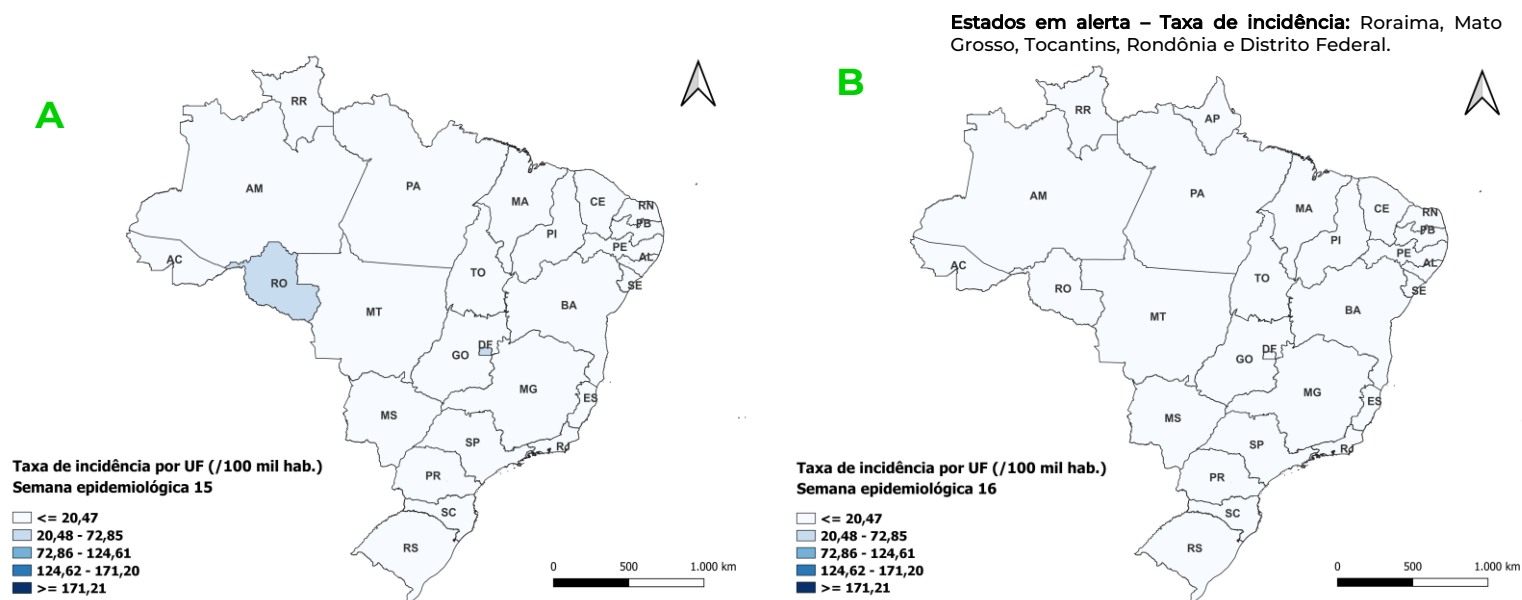 Estados em alerta – Taxa de incidência: Roraima, Mato
Grosso, Tocantins, Rondônia e Distrito Federal.
A
RR
AM
PA
MA
CE
RN
PB
PI
PE
AL
AC
SE
TO
RO
BA
MT
DF
GO
MG
ES
MS
SP
RJ
PR
SC
RS
Taxa de incidência por UF (/100 mil hab.)
Semana epidemiológica 15
<= 20,47
20,48 - 72,85
72,86 - 124,61
124,62 - 171,20
>= 171,21
0 500 1.000 km
B
RR
AP
AM
PA
MA
CE
RN
PB
PI
PE
AL
AC
TO
RO
SE
BA
MT
DF
GO
MG
ES
MS
SP
RJ
PR
SC
RS
Taxa de incidência por UF (/100 mil hab.)
Semana epidemiológica 16
<= 20,47
20,48 - 72,85
72,86 - 124,61
124,62 - 171,20
>= 171,21
0 500 1.000 km